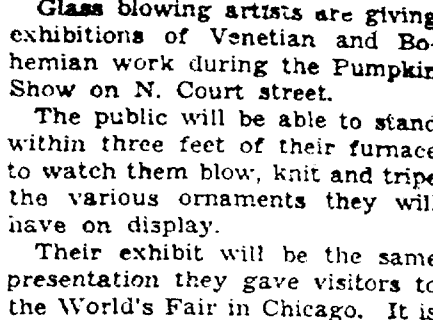 Glass blowing artists are giving
exhibitions of Venetian and Bo-
hemian work during the Pumpkin
Show on N. Court street.
The public will be able to stand
within three feet of their furnace
to watch them blow, knit and tripe
the various ornaments they will
have on display.
Their exhibit will be the same
presentation they gave visitors to
the World's Fair in Chicago. It is